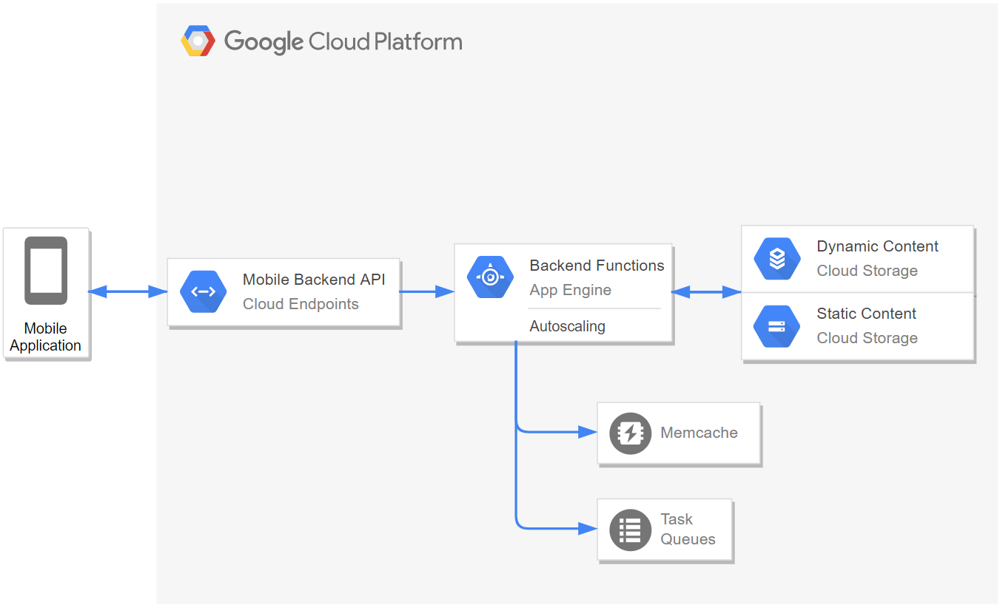 Google Cloud Platform
Mobile
Application
Mobile Backend API
Cloud Endpoints
Backend Functions
App Engine
Autoscaling
Dynamic Content
Cloud Storage
Static Content
Cloud Storage
Memcache
Task
Queues